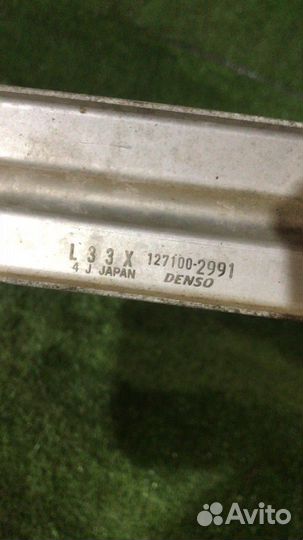 L 3 3 X 127100-2991
4 J JAPAN DENSO
Avito